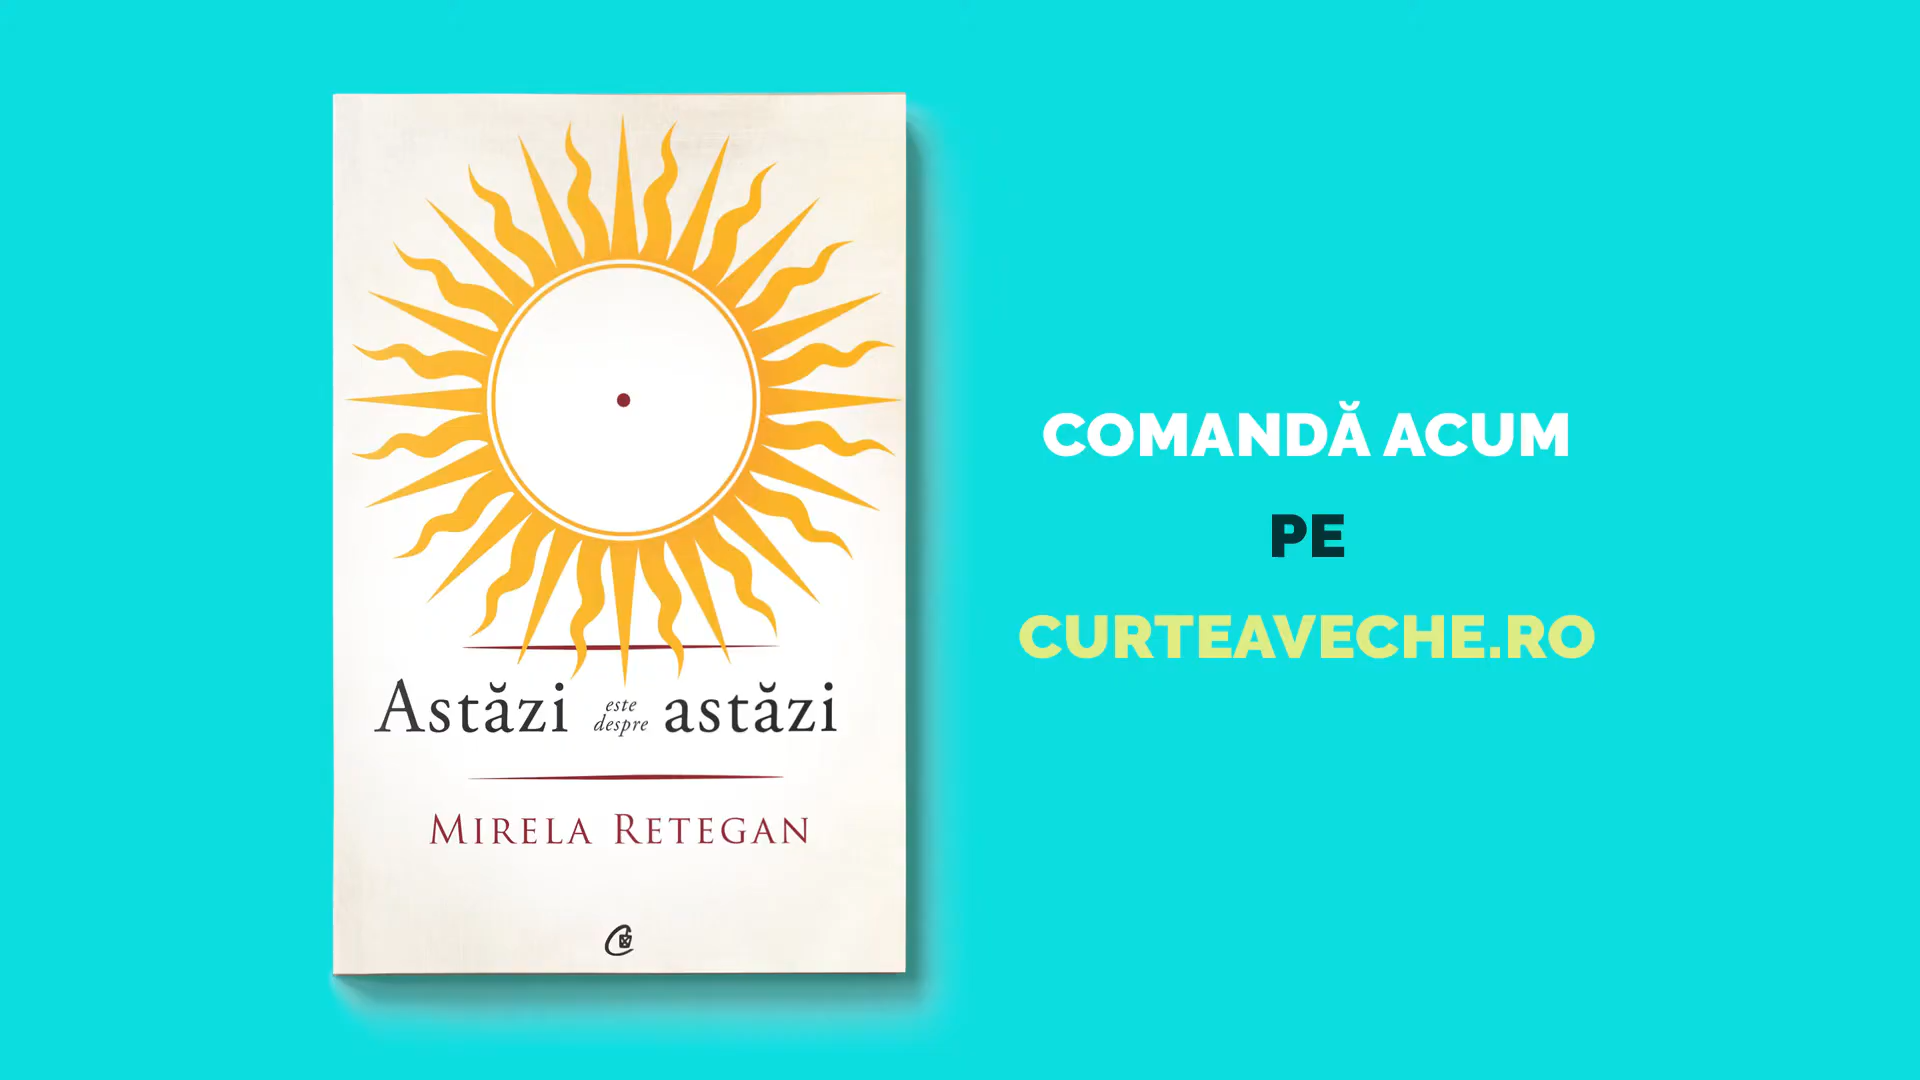 Astăzi este despre astăzi
MIRELA RETEGAN
COMANDĂ ACUM
PE
CURTEAVECHE.RO